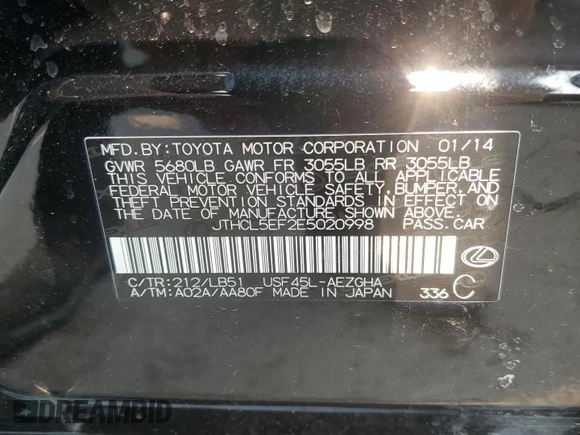 MFD.BY:TOYOTA MOTOR CORPORATION 01/14
GVWR 5680LB GAWR FR 3055LB RR 3055LB
THIS VEHICLE CONFORMS TO ALL APPLICABLE
FEDERAL MOTOR VEHICLE SAFETY, BUMPER, AND
THEFT PREVENTION STANDARDS IN EFFECT ON
THE DATE OF MANUFACTURE SHOWN ABOVE.
JTHCL5EF2E5020998 PASS.CAR
C/TR:212/LB51 USF45L-AEZGHA
A/TM:A02A/AA80F MADE IN JAPAN 336 C
DREAMBID